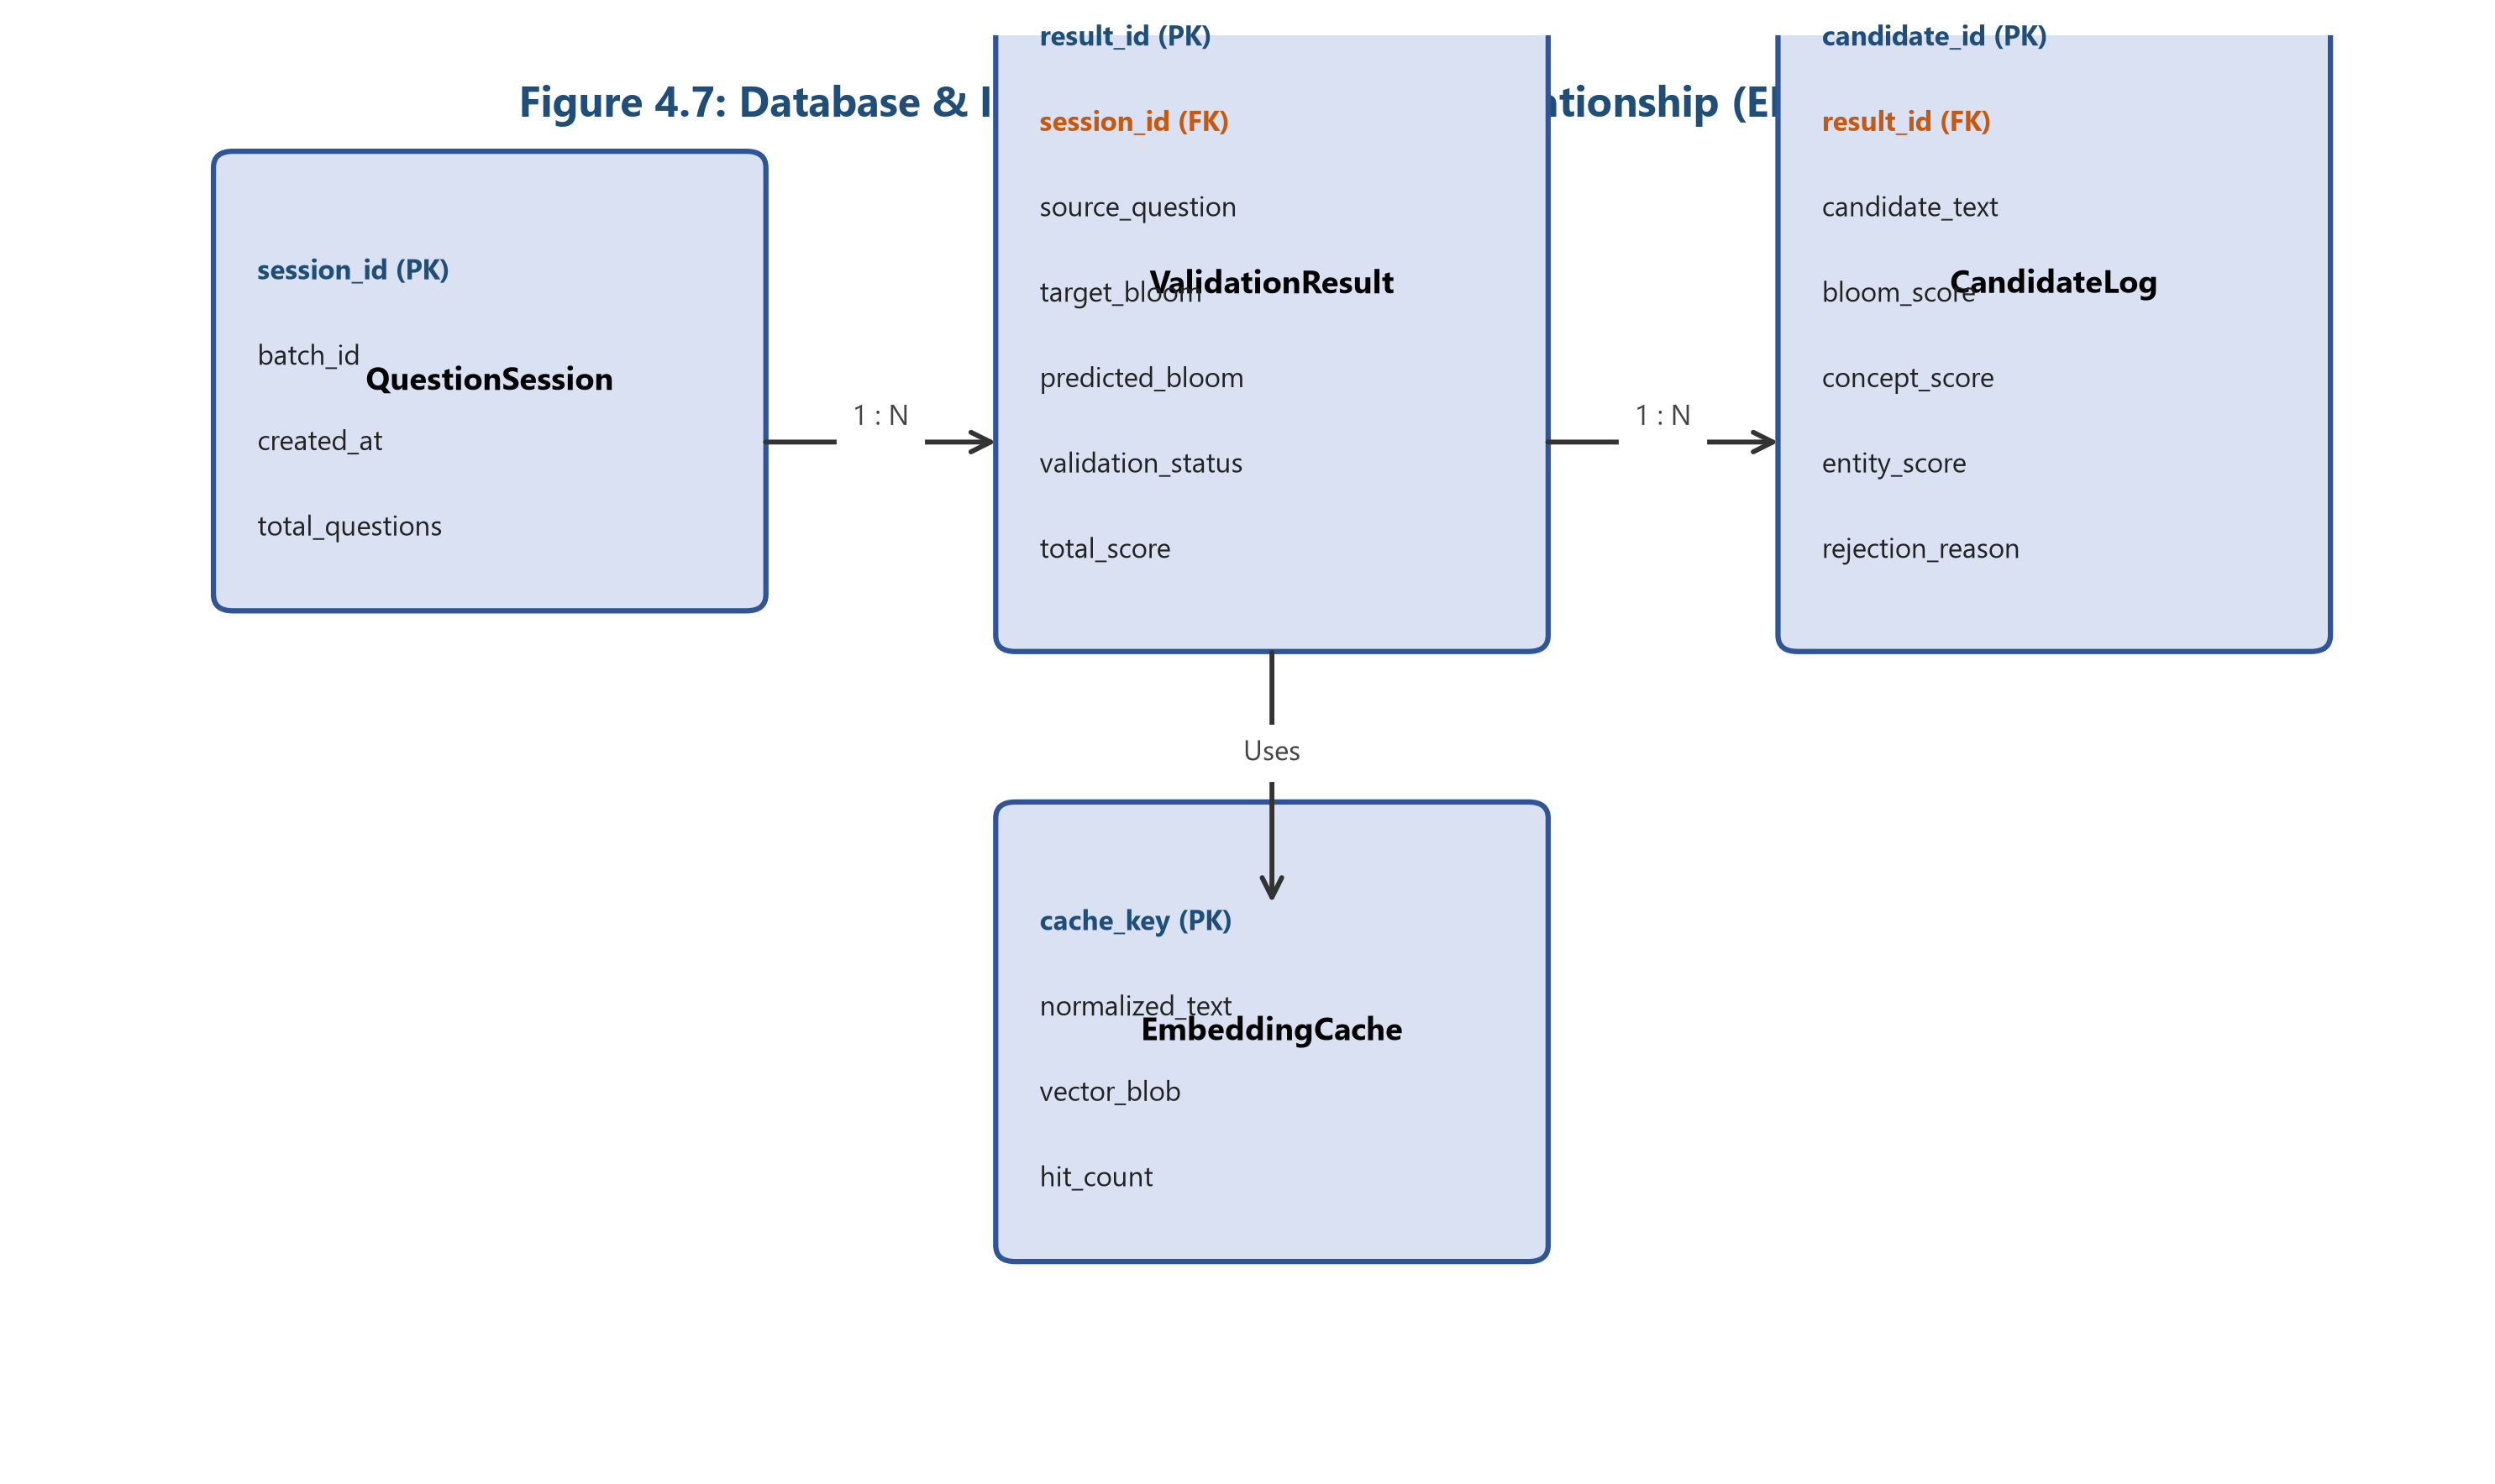 Figure 4.7: Database &
session_id (PK)
batch_id
QuestionSession
created_at
total_questions
1 : N
result_id (PK)
session_id (FK)
source_question
ValidationResult
target_bloom
predicted_bloom
validation_status
total_score
1 : N
candidate_id (PK)
result_id (FK)
candidate_text
CandidateLog
bloom_score
concept_score
entity_score
rejection_reason
Uses
cache_key (PK)
normalized_text
EmbeddingCache
vector_blob
hit_count